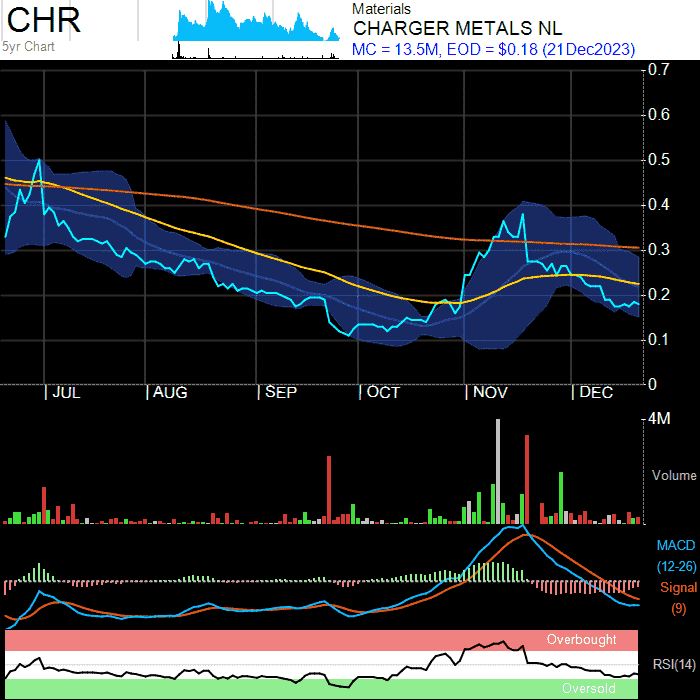 CHR
5yr Chart
Materials
CHARGER METALS NL
MC = 13.5M, EOD = $0.18 (21Dec2023)
0.7
0.6
0.5
0.4
0.3
0.2
0.1
0
JUL AUG SEP OCT NOV DEC
4M
Volume
MACD
(12-26)
Signal
(9)
Overbought
RSI(14)
Oversold